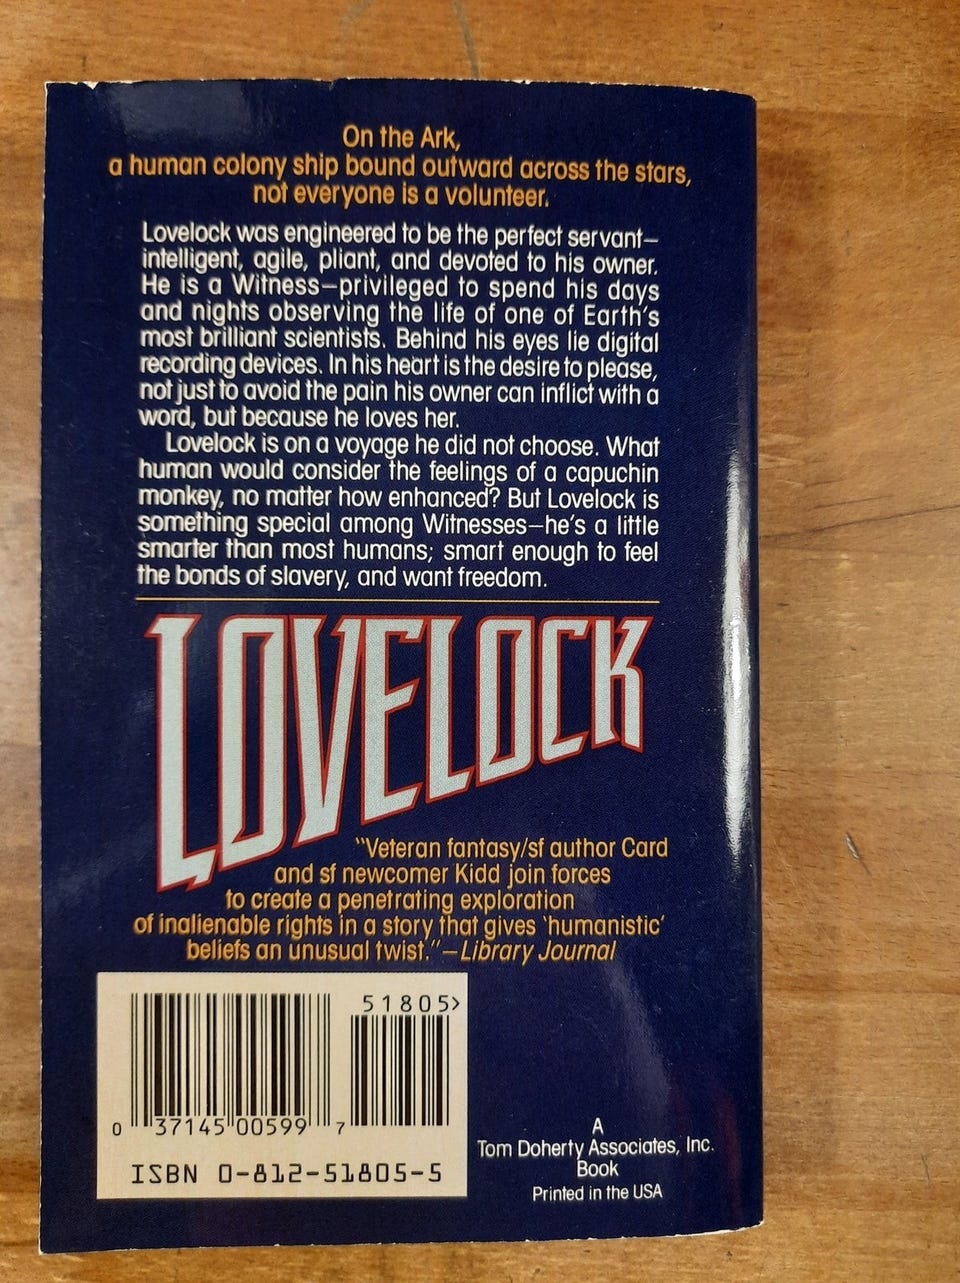 On the Ark,
a human colony ship bound outward across the stars,
not everyone is a volunteer.
Lovelock was engineered to be the perfect servant—
intelligent, agile, pliant, and devoted to his owner.
He is a Witness—privileged to spend his days
and nights observing the life of one of Earth's
most brilliant scientists. Behind his eyes lie digital
recording devices. In his heart is the desire to please,
not just to avoid the pain his owner can inflict with a
word, but because he loves her.
Lovelock is on a voyage he did not choose. What
human would consider the feelings of a capuchin
monkey, no matter how enhanced? But Lovelock is
something special among Witnesses—he's a little
smarter than most humans; smart enough to feel
the bonds of slavery, and want freedom.
LOVELOCK
"Veteran fantasy/sf author Card
and sf newcomer Kidd join forces
to create a penetrating exploration
of inalienable rights in a story that gives 'humanistic'
beliefs an unusual twist."—Library Journal
51805>
0 37145 00599 7
ISBN 0-812-51805-5
A
Tom Doherty Associates, Inc.
Book
Printed in the USA